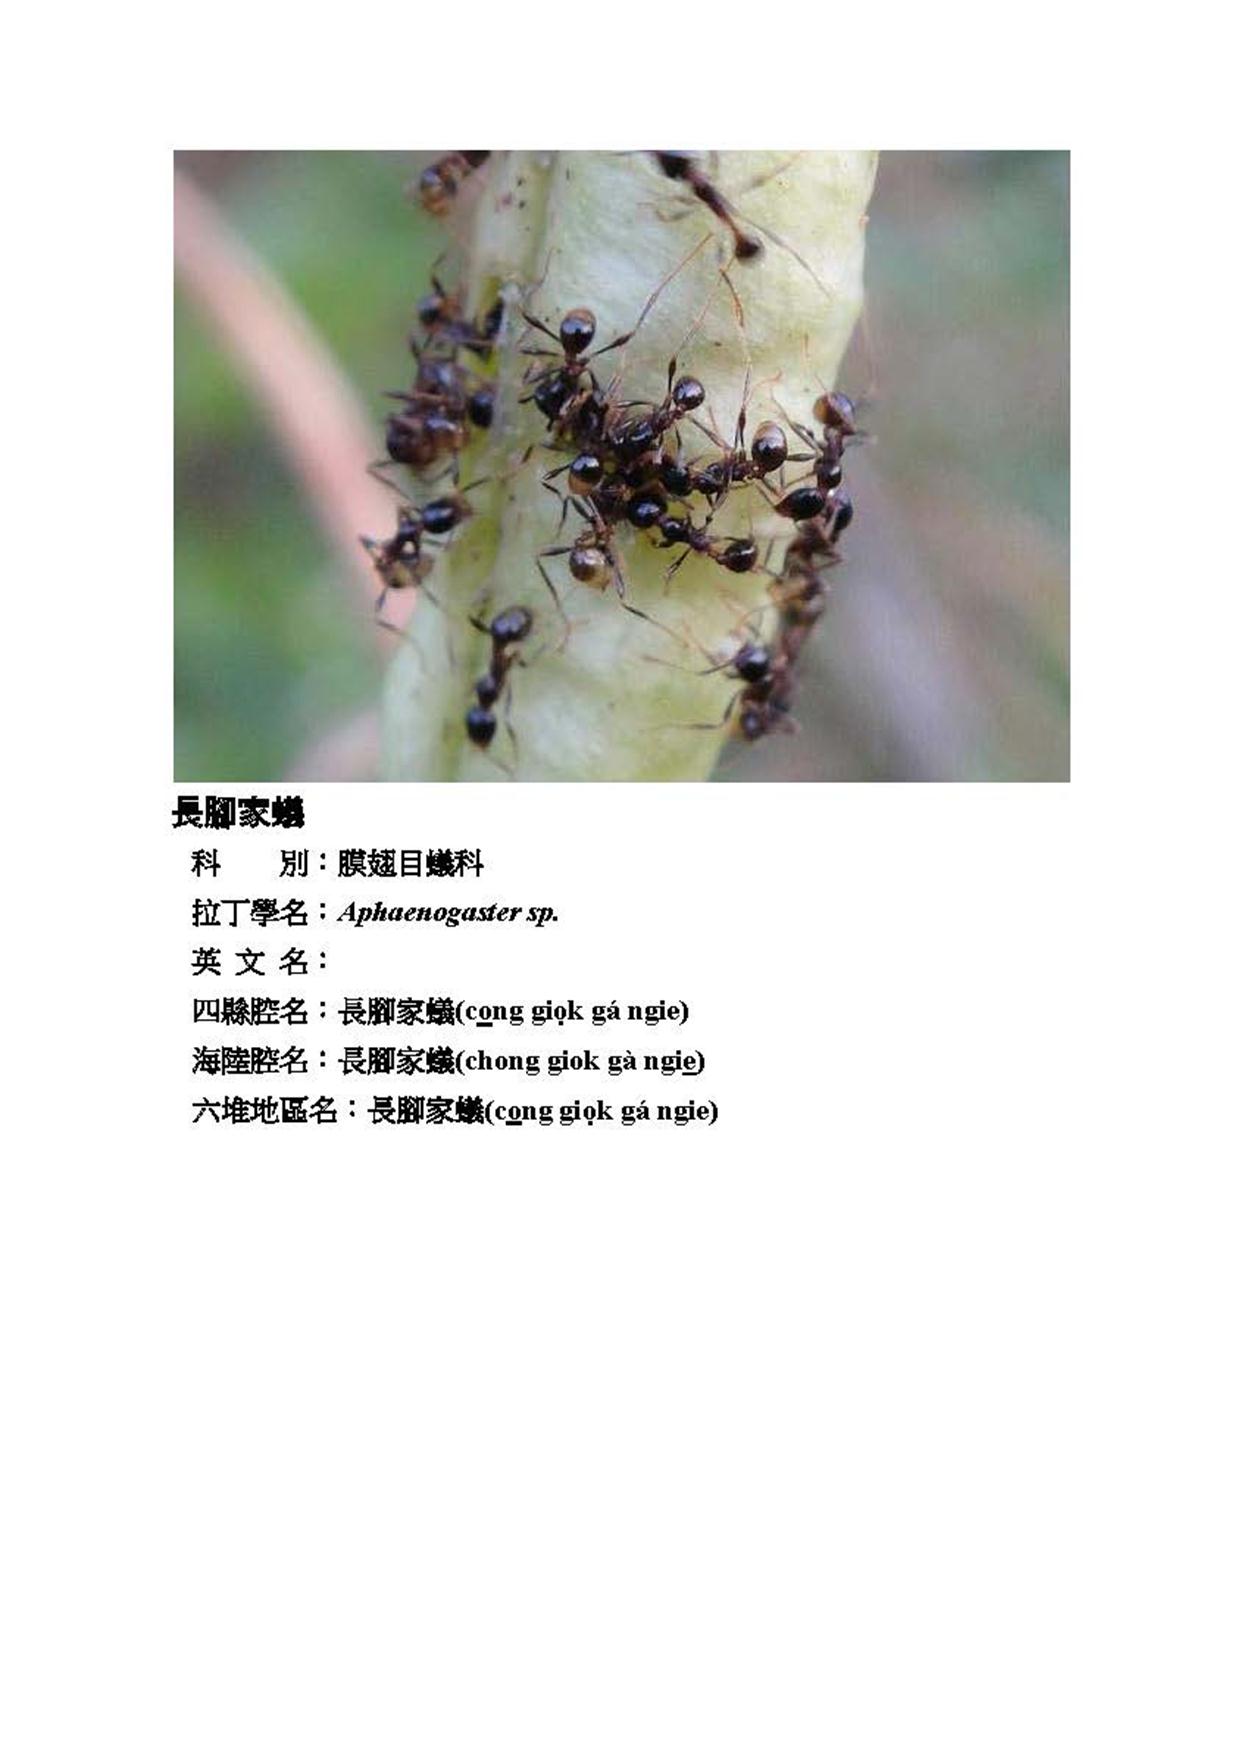 長腳家蟻
科　　別：膜翅目蟻科
拉丁學名：Aphaenogaster sp.
英 文 名：
四縣腔名：長腳家蟻(co̲ng giọk gá ngie)
海陸腔名：長腳家蟻(chong giok gà ngie̲)
六堆地區名：長腳家蟻(co̲ng giọk gá ngie)